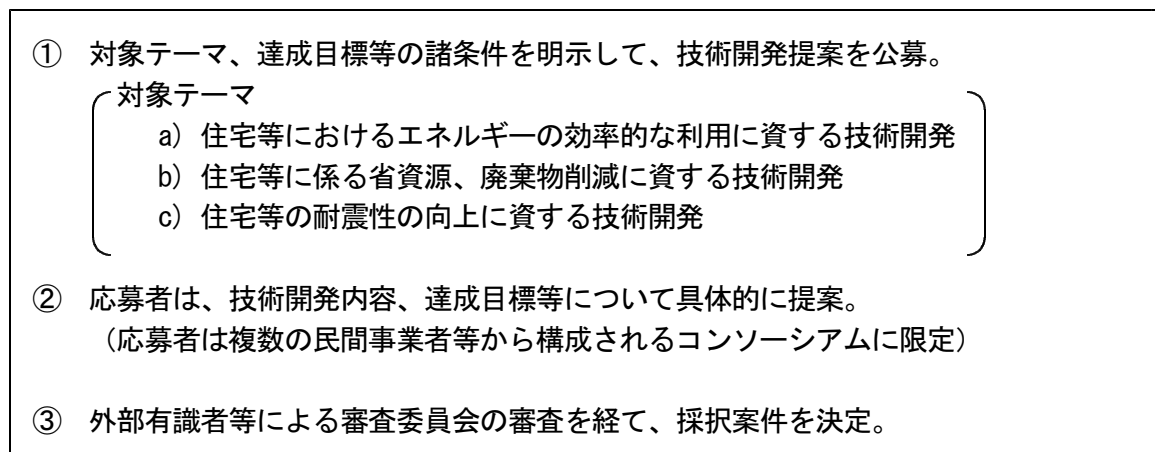 ① 対象テーマ、達成目標等の諸条件を明示して、技術開発提案を公募。
対象テーマ
a) 住宅等におけるエネルギーの効率的な利用に資する技術開発
b) 住宅等に係る省資源、廃棄物削減に資する技術開発
c) 住宅等の耐震性の向上に資する技術開発
② 応募者は、技術開発内容、達成目標等について具体的に提案。
（応募者は複数の民間事業者等から構成されるコンソーシアムに限定）
③ 外部有識者等による審査委員会の審査を経て、採択案件を決定。